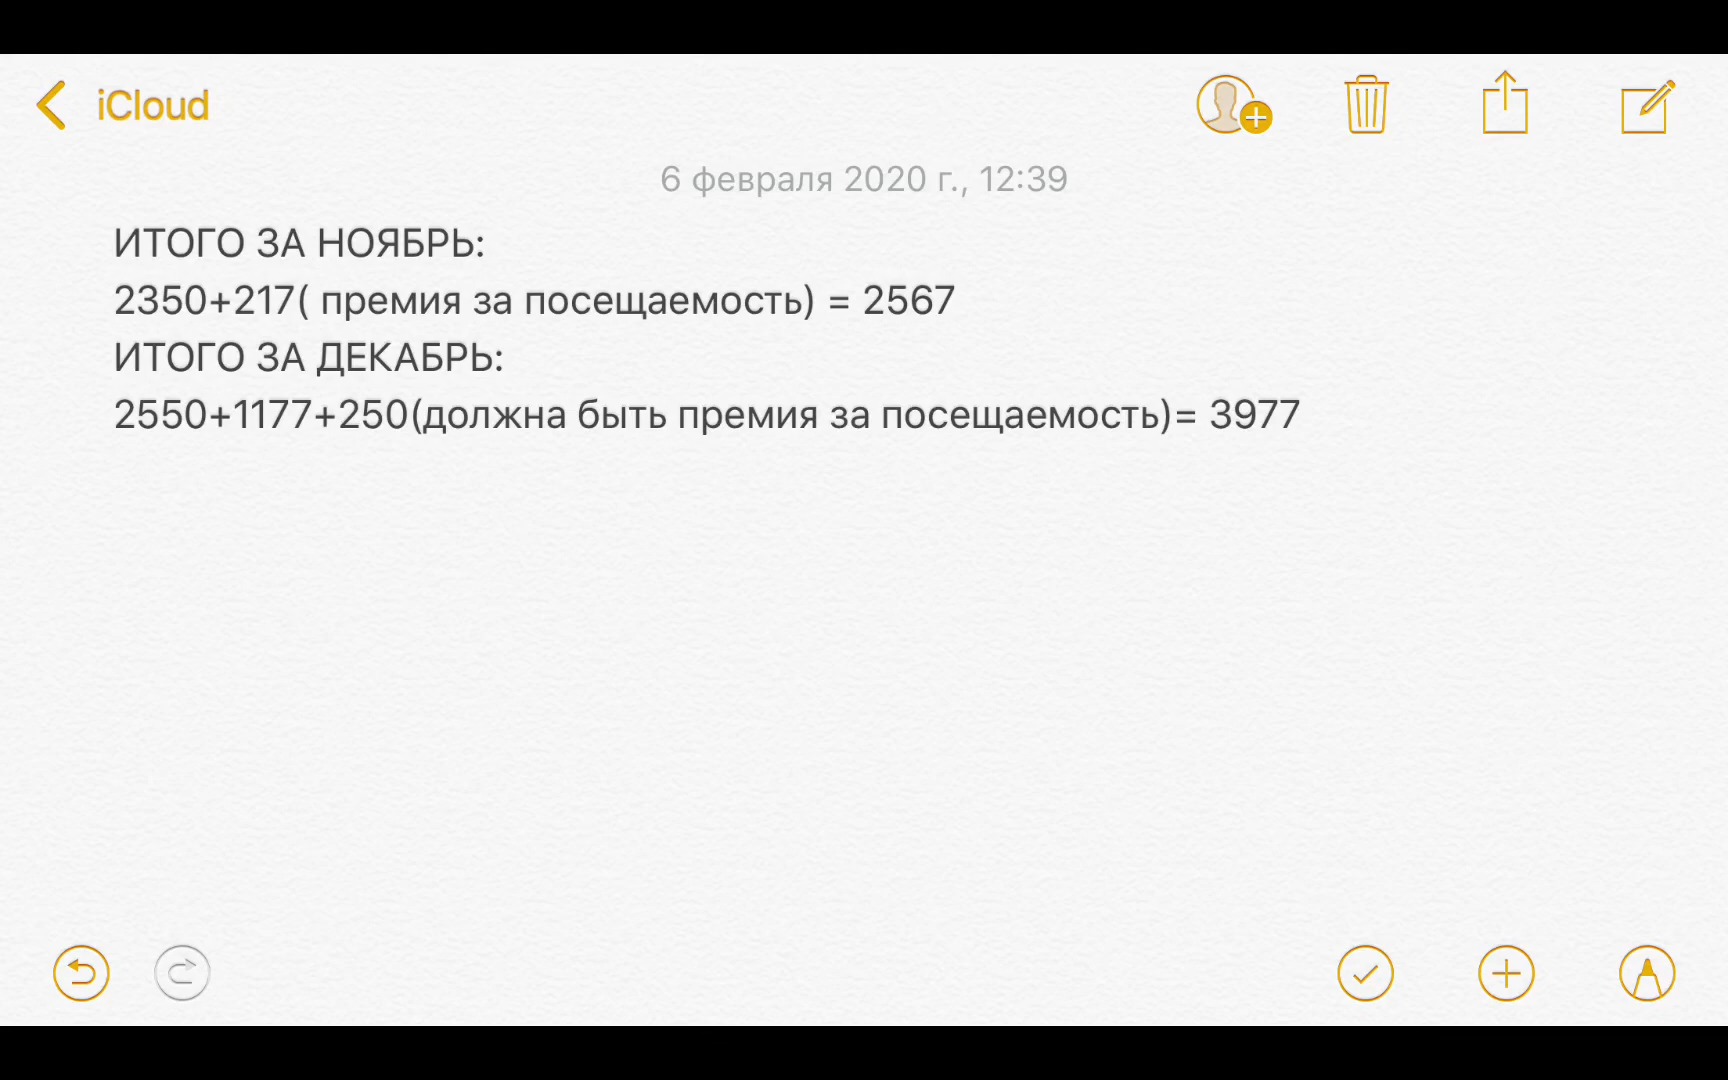 iCloud
6 февраля 2020 г., 12:39
ИТОГО ЗА НОЯБРЬ:
2350+217( премия за посещаемость) = 2567
ИТОГО ЗА ДЕКАБРЬ:
2550+1177+250(должна быть премия за посещаемость)= 3977